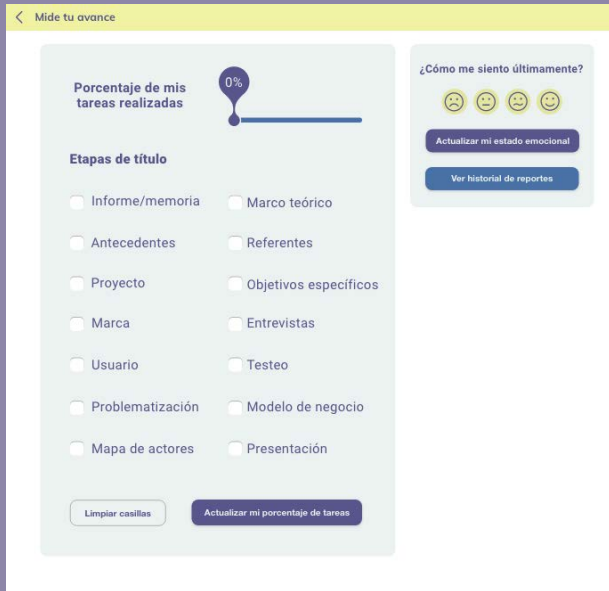 Mide tu avance
Porcentaje de mis
tareas realizadas
0%
Etapas de título
Informe/memoria
Marco teórico
Antecedentes
Referentes
Proyecto
Objetivos específicos
Marca
Entrevistas
Usuario
Testeo
Problematización
Modelo de negocio
Mapa de actores
Presentación
Limpiar casillas
Actualizar mi porcentaje de tareas
¿Cómo me siento últimamente?
Actualizar mi estado emocional
Ver historial de reportes